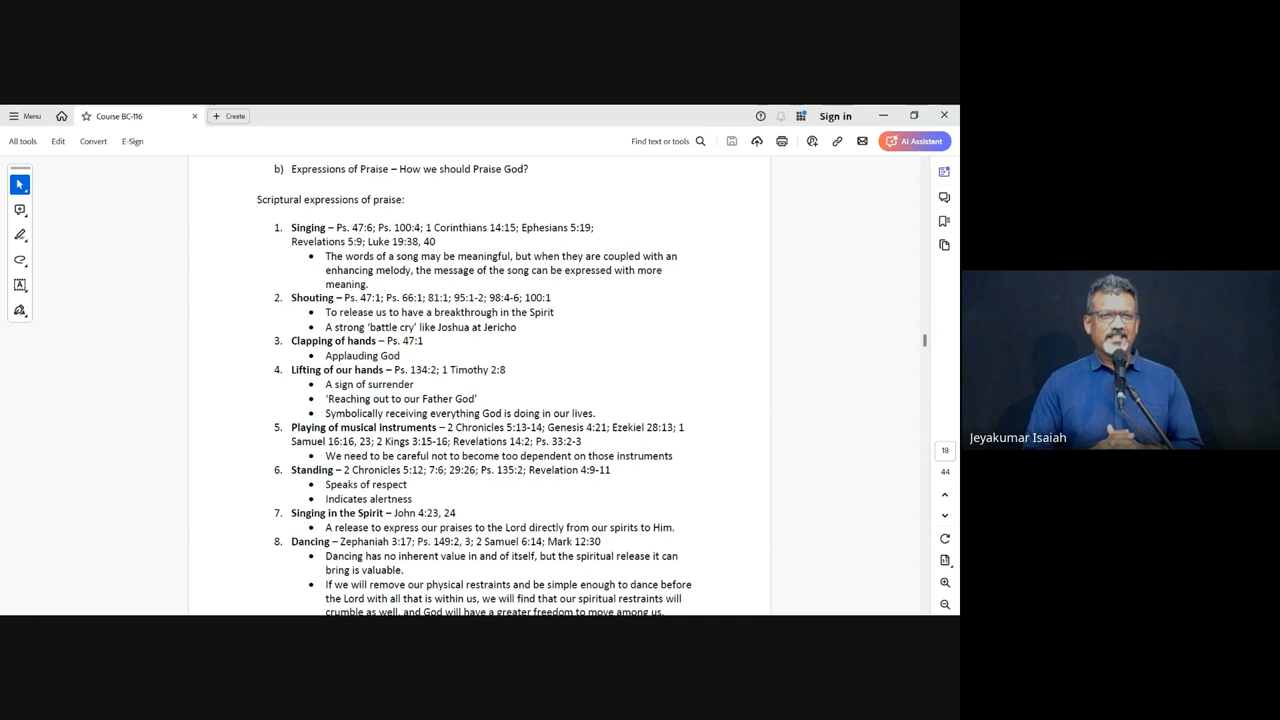 Menu
Course BC-116
Create
Sign in
All tools
Edit
Convert
E-Sign
Find text or tools
AI Assistant
b) Expressions of Praise – How we should Praise God?
Scriptural expressions of praise:
1. Singing – Ps. 47:6; Ps. 100:4; 1 Corinthians 14:15; Ephesians 5:19;
Revelations 5:9; Luke 19:38, 40
• The words of a song may be meaningful, but when they are coupled with an
enhancing melody, the message of the song can be expressed with more
meaning.
2. Shouting – Ps. 47:1; Ps. 66:1; 81:1; 95:1-2; 98:4-6; 100:1
• To release us to have a breakthrough in the Spirit
• A strong ‘battle cry’ like Joshua at Jericho
3. Clapping of hands – Ps. 47:1
• Applauding God
4. Lifting of our hands – Ps. 134:2; 1 Timothy 2:8
• A sign of surrender
• ‘Reaching out to our Father God’
• Symbolically receiving everything God is doing in our lives.
5. Playing of musical instruments – 2 Chronicles 5:13-14; Genesis 4:21; Ezekiel 28:13; 1
Samuel 16:16, 23; 2 Kings 3:15-16; Revelations 14:2; Ps. 33:2-3
• We need to be careful not to become too dependent on those instruments
6. Standing – 2 Chronicles 5:12; 7:6; 29:26; Ps. 135:2; Revelation 4:9-11
• Speaks of respect
• Indicates alertness
7. Singing in the Spirit – John 4:23, 24
• A release to express our praises to the Lord directly from our spirits to Him.
8. Dancing – Zephaniah 3:17; Ps. 149:2, 3; 2 Samuel 6:14; Mark 12:30
• Dancing has no inherent value in and of itself, but the spiritual release it can
bring is valuable.
• If we will remove our physical restraints and be simple enough to dance before
the Lord with all that is within us, we will find that our spiritual restraints will
crumble as well, and God will have a greater freedom to move among us.
18
44
Jeyakumar Isaiah